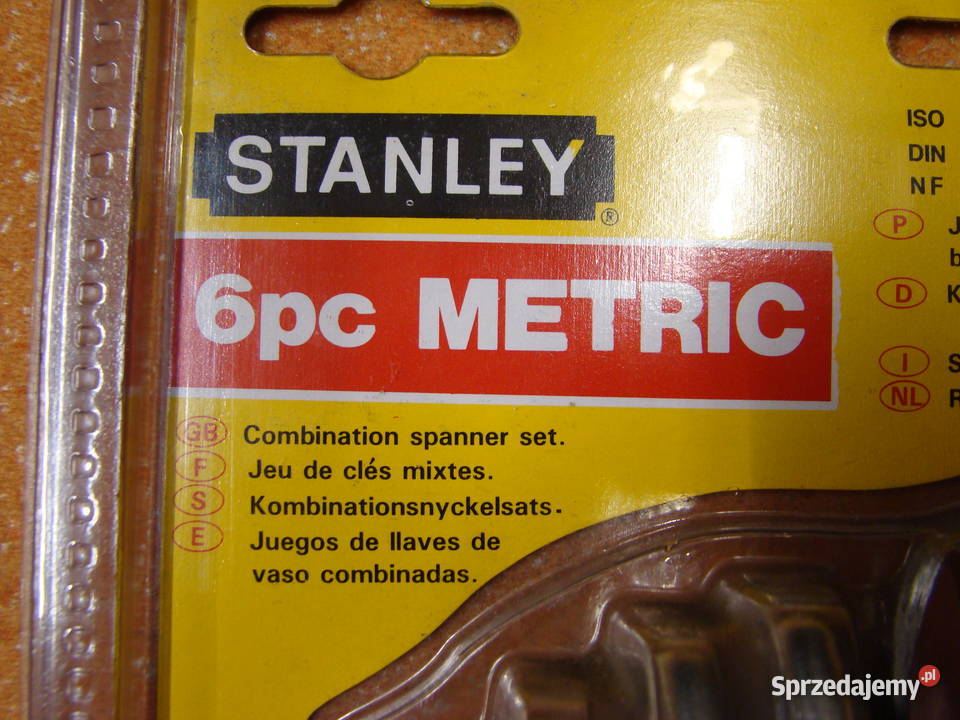 STANLEY
®
6pc METRIC
GB Combination spanner set.
F Jeu de clés mixtes.
S Kombinationsnyckelsats.
E Juegos de llaves de
vaso combinadas.
ISO
DIN
NF
P
D
I
NL
Sprzedajemy.pl